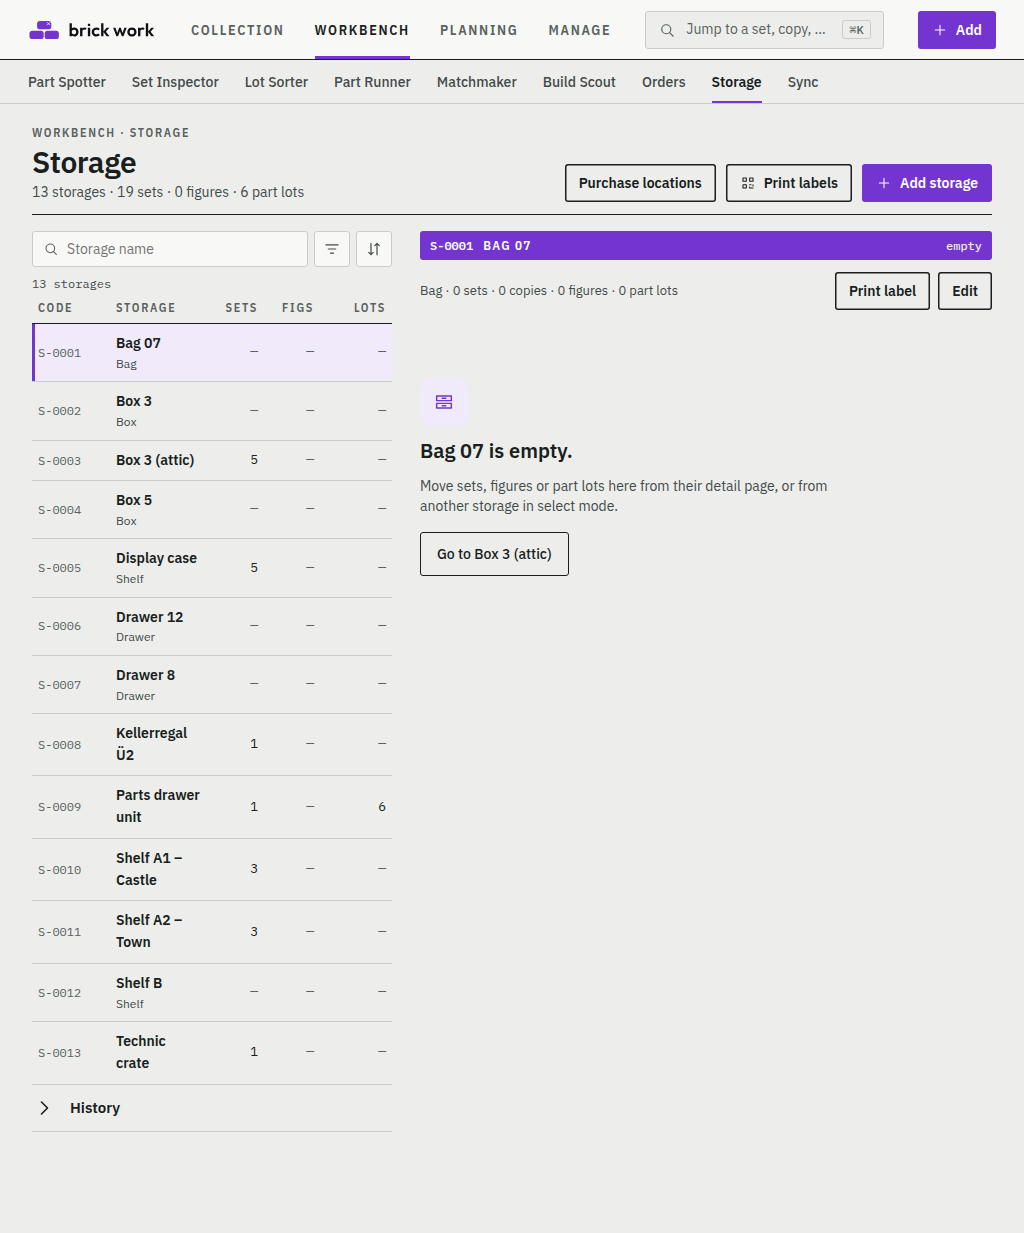 brick work
COLLECTION
WORKBENCH
PLANNING
MANAGE
Jump to a set, copy, …
⌘K
Add
Part Spotter
Set Inspector
Lot Sorter
Part Runner
Matchmaker
Build Scout
Orders
Storage
Sync
WORKBENCH · STORAGE
Storage
13 storages · 19 sets · 0 figures · 6 part lots
Purchase locations
Print labels
Add storage
Storage name
13 storages
CODE STORAGE SETS FIGS LOTS
S-0001 Bag 07 – – –
Bag
S-0002 Box 3 – – –
Box
S-0003 Box 3 (attic) 5 – –
S-0004 Box 5 – – –
Box
S-0005 Display case 5 – –
Shelf
S-0006 Drawer 12 – – –
Drawer
S-0007 Drawer 8 – – –
Drawer
S-0008 Kellerregal 1 – –
Ü2
S-0009 Parts drawer 1 – 6
unit
S-0010 Shelf A1 – 3 – –
Castle
S-0011 Shelf A2 – 3 – –
Town
S-0012 Shelf B – – –
Shelf
S-0013 Technic 1 – –
crate
History
S-0001 BAG 07 empty
Bag · 0 sets · 0 copies · 0 figures · 0 part lots
Print label
Edit
Bag 07 is empty.
Move sets, figures or part lots here from their detail page, or from
another storage in select mode.
Go to Box 3 (attic)